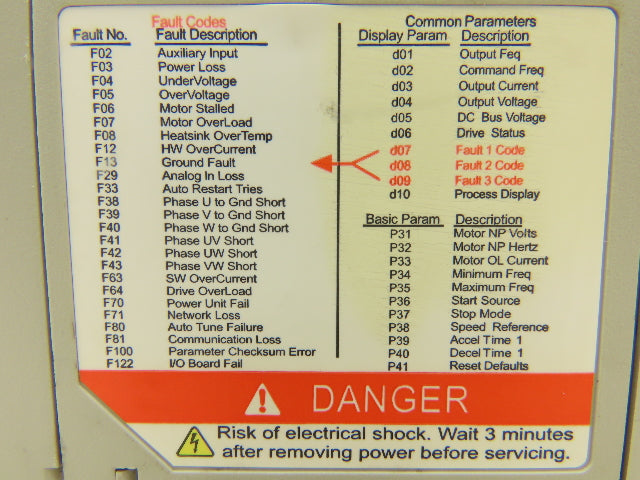 Fault Codes
Fault No. Fault Description
F02 Auxiliary Input
F03 Power Loss
F04 UnderVoltage
F05 OverVoltage
F06 Motor Stalled
F07 Motor OverLoad
F08 Heatsink OverTemp
F12 HW OverCurrent
F13 Ground Fault
F29 Analog In Loss
F33 Auto Restart Tries
F38 Phase U to Gnd Short
F39 Phase V to Gnd Short
F40 Phase W to Gnd Short
F41 Phase UV Short
F42 Phase UW Short
F43 Phase VW Short
F63 SW OverCurrent
F64 Drive OverLoad
F70 Power Unit Fail
F71 Network Loss
F80 Auto Tune Failure
F81 Communication Loss
F100 Parameter Checksum Error
F122 I/O Board Fail
Common Parameters
Display Param Description
d01 Output Feq
d02 Command Freq
d03 Output Current
d04 Output Voltage
d05 DC Bus Voltage
d06 Drive Status
d07 Fault 1 Code
d08 Fault 2 Code
d09 Fault 3 Code
d10 Process Display
Basic Param Description
P31 Motor NP Volts
P32 Motor NP Hertz
P33 Motor OL Current
P34 Minimum Freq
P35 Maximum Freq
P36 Start Source
P37 Stop Mode
P38 Speed Reference
P39 Accel Time 1
P40 Decel Time 1
P41 Reset Defaults
DANGER
Risk of electrical shock. Wait 3 minutes
after removing power before servicing.